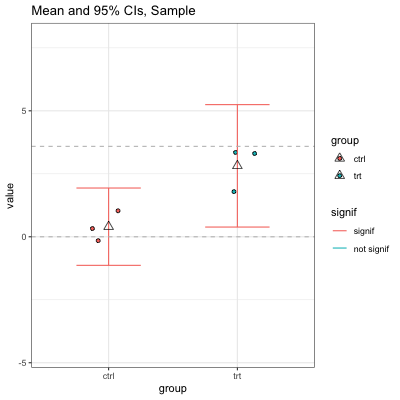 Mean and 95% CIs, Sample
value
5
0
-5
ctrl
trt
group
group
ctrl
trt
signif
signif
not signif